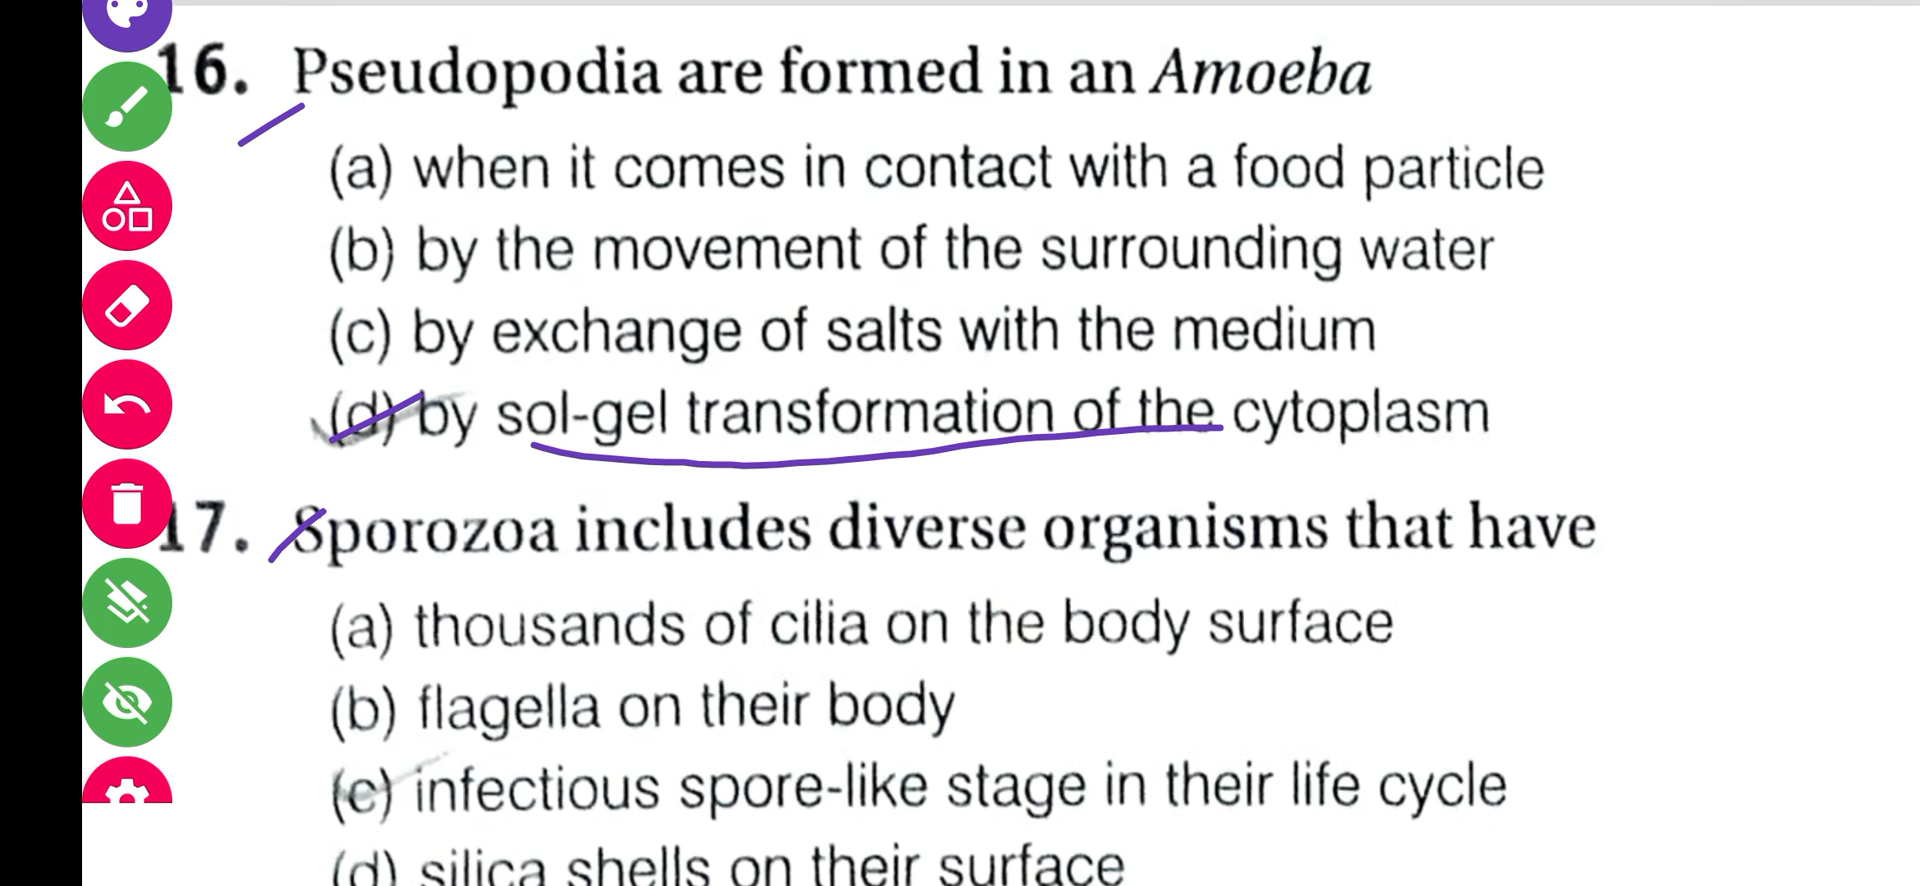 16. Pseudopodia are formed in an Amoeba
(a) when it comes in contact with a food particle
(b) by the movement of the surrounding water
(c) by exchange of salts with the medium
(d) by sol-gel transformation of the cytoplasm
17. Sporozoa includes diverse organisms that have
(a) thousands of cilia on the body surface
(b) flagella on their body
(c) infectious spore-like stage in their life cycle
(d) silica shells on their surface